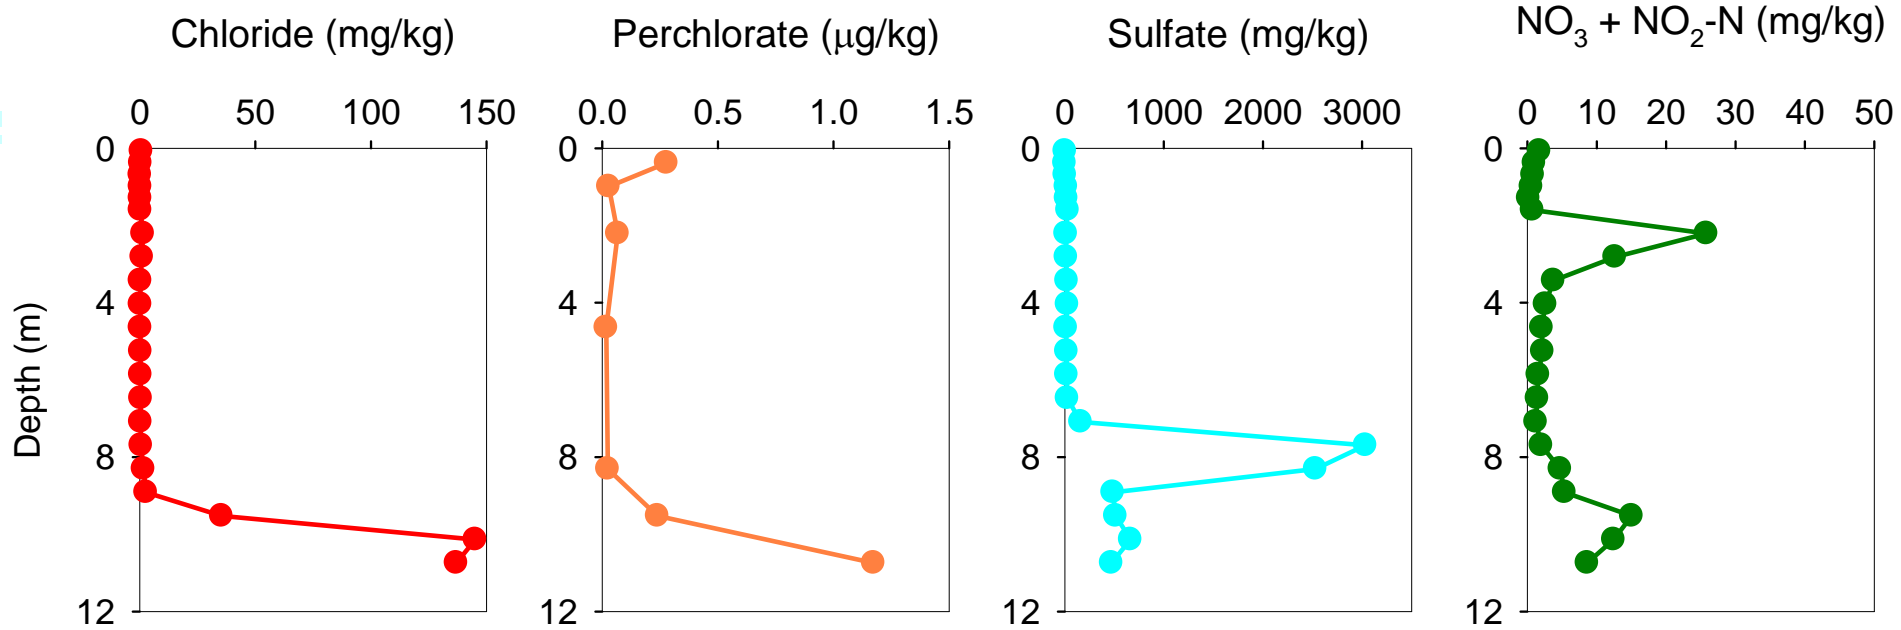 Chloride (mg/kg)
Perchlorate (μg/kg)
Sulfate (mg/kg)
NO3 + NO2-N (mg/kg)
0 50 100 150
0.0 0.5 1.0 1.5
0 1000 2000 3000
0 10 20 30 40 50
0 0 0 0
4 4 4 4
Depth (m)
8 8 8 8
12 12 12 12